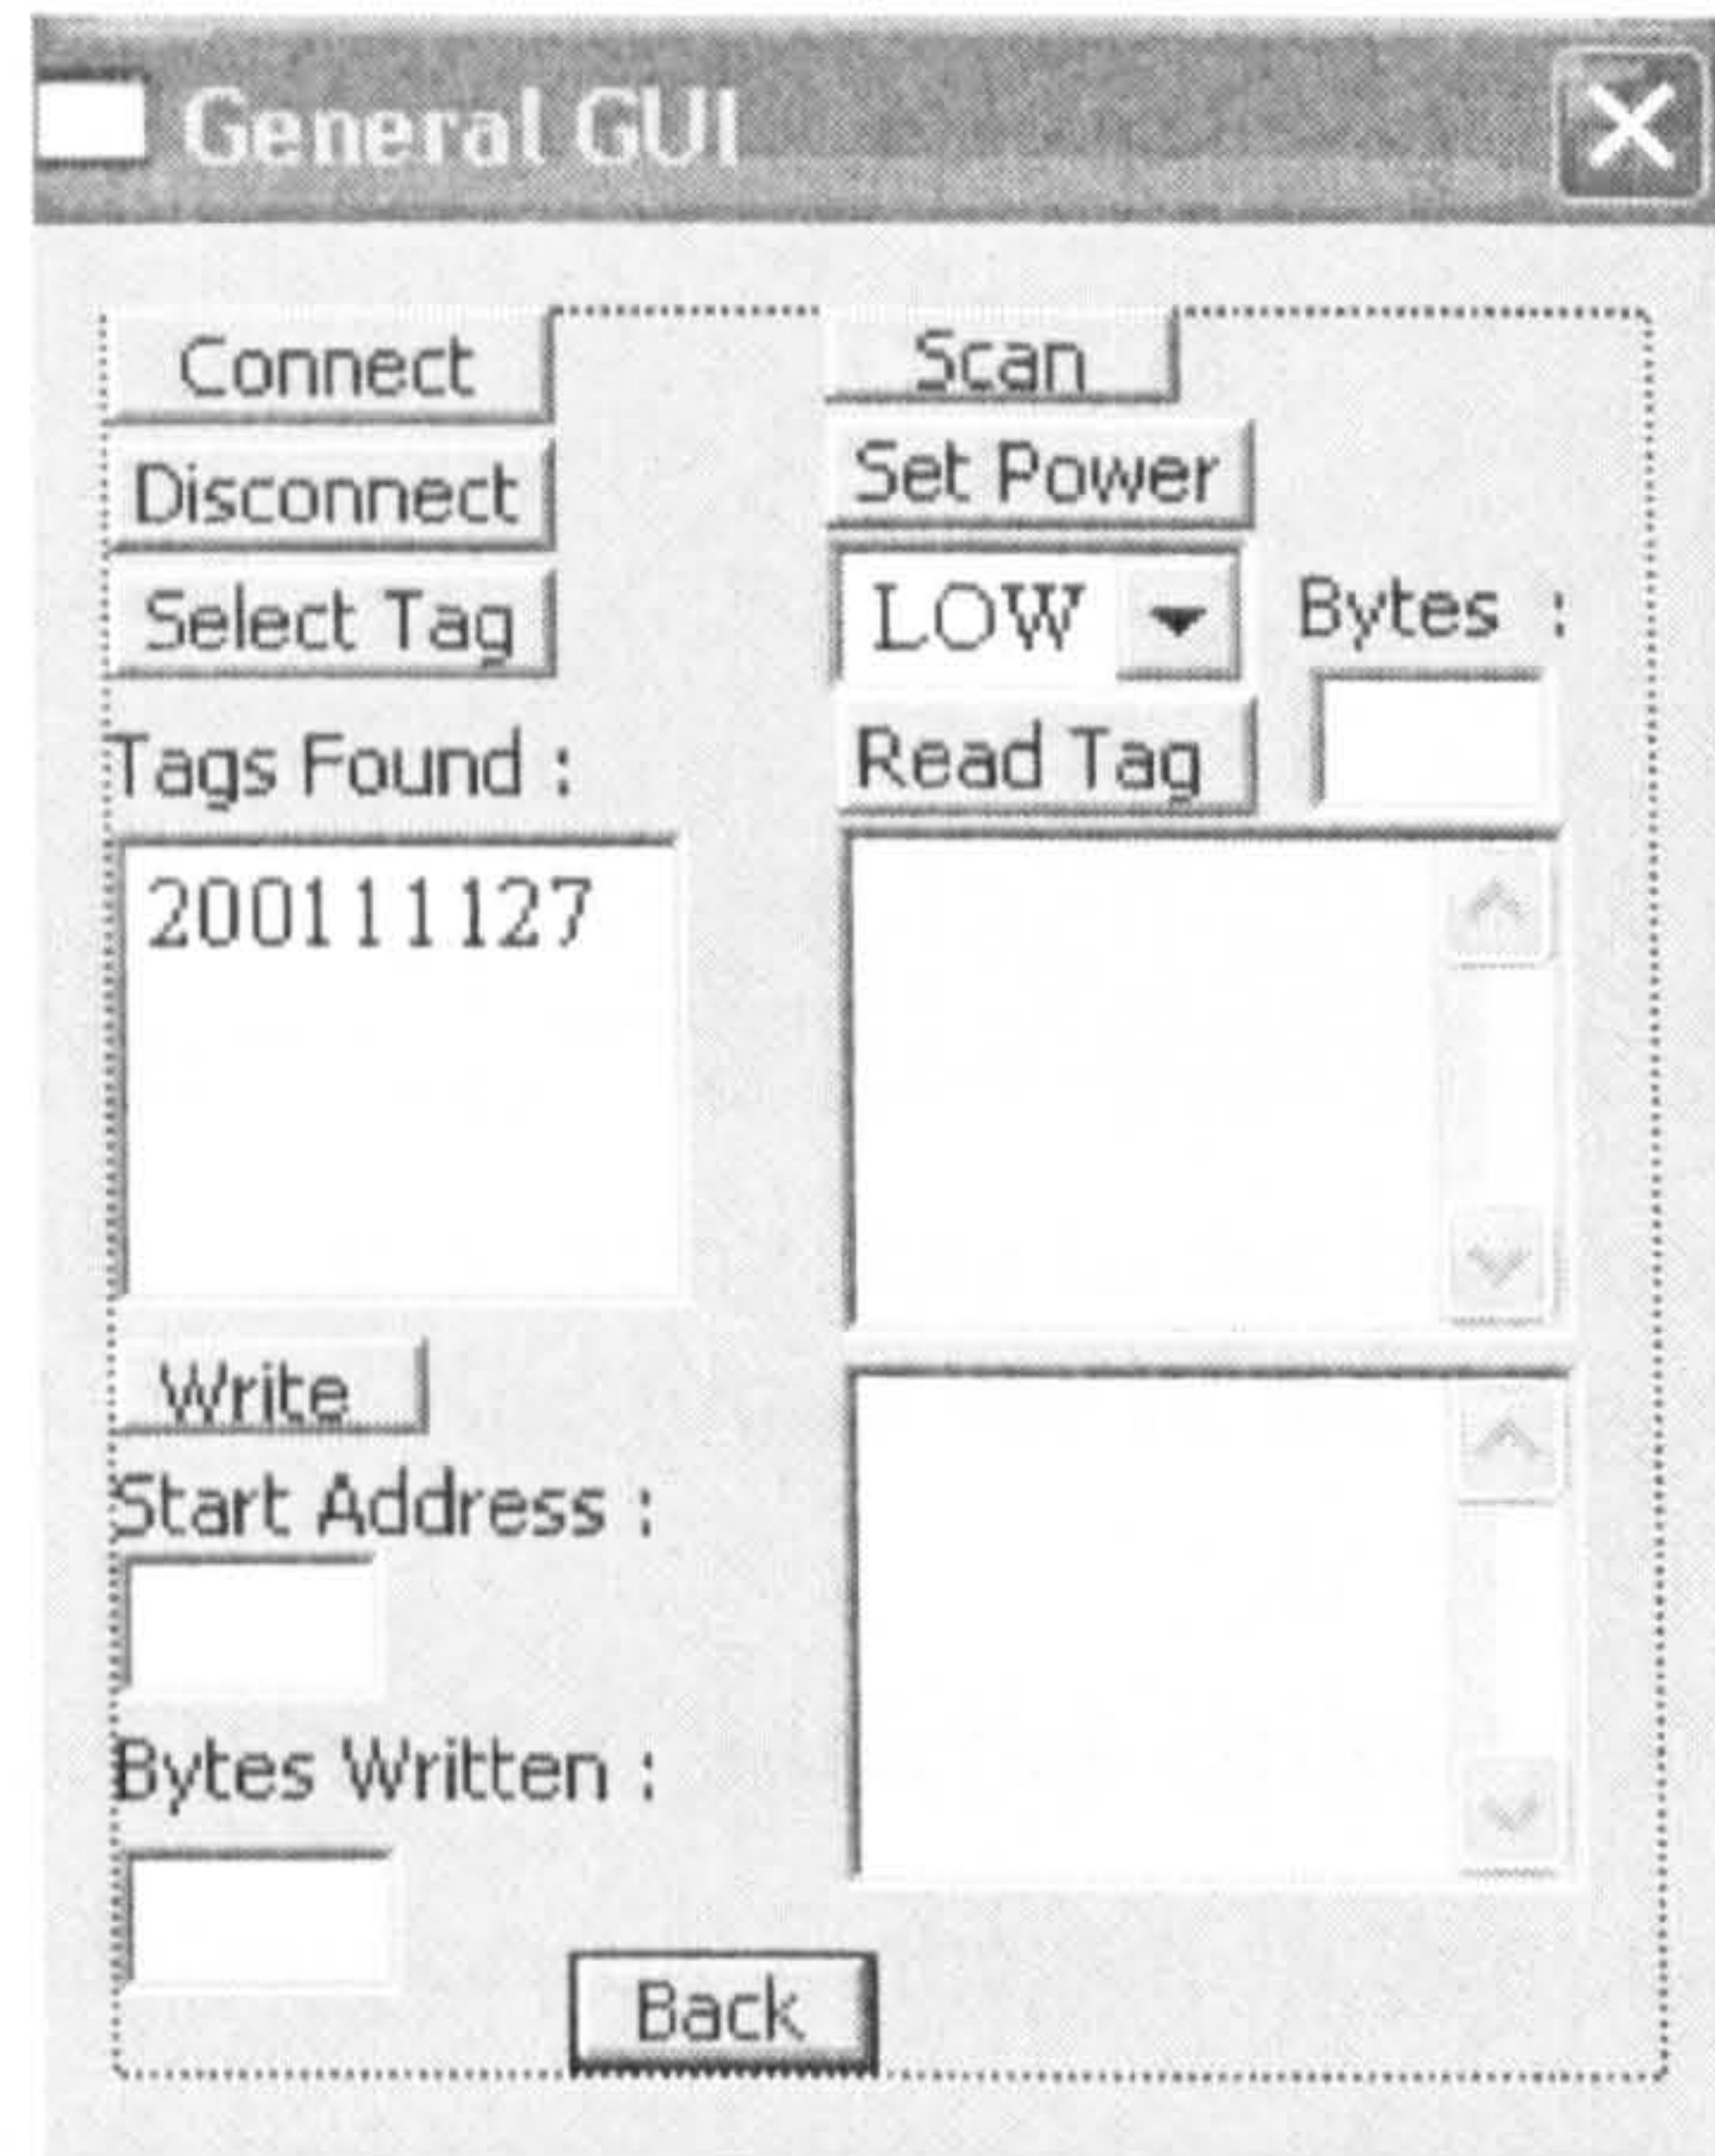 General GUI
Connect
Scan
Disconnect
Set Power
Select Tag
LOW
Bytes :
Tags Found :
Read Tag
200111127
Write
Start Address :
Bytes Written :
Back